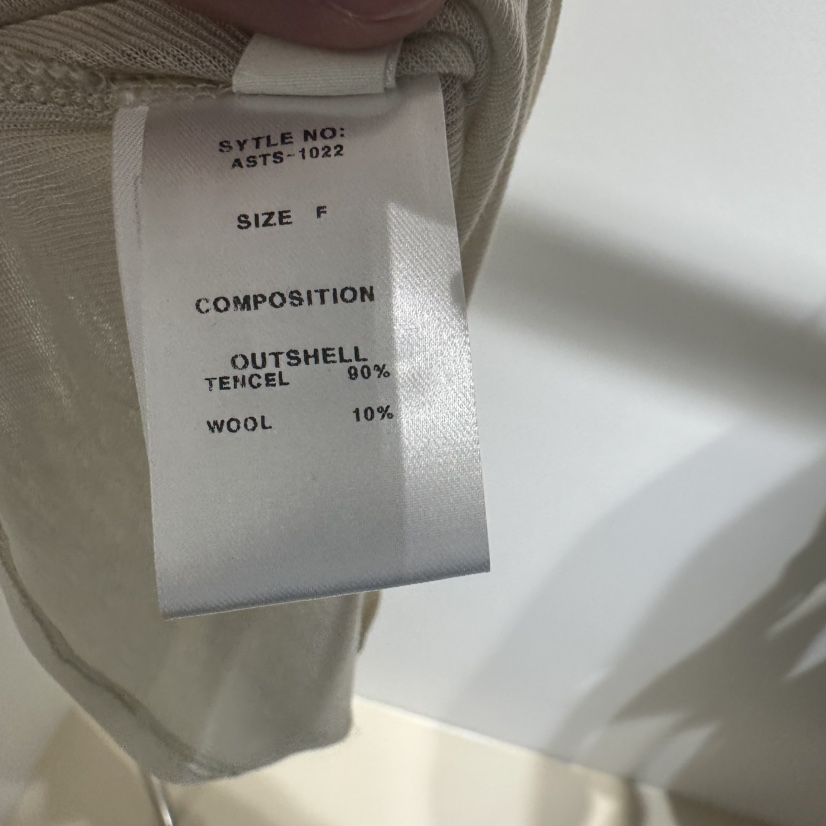 SYTLE NO:
ASTS-1022
SIZE F
COMPOSITION
OUTSHELL
TENCEL 90%
WOOL 10%